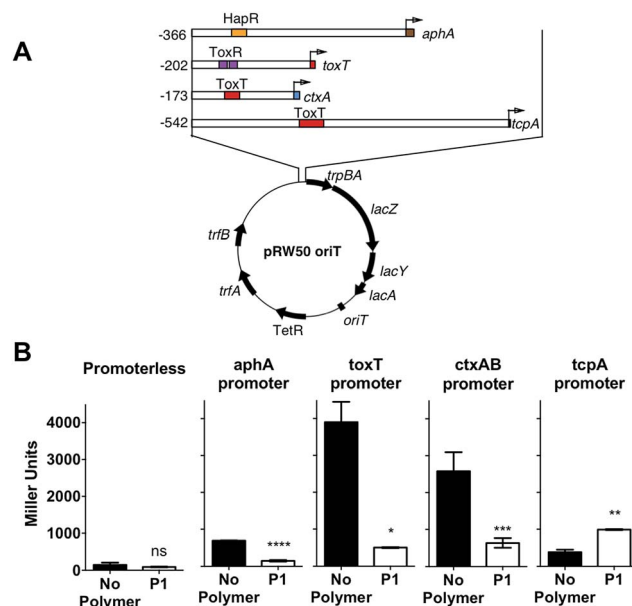 A
HapR
-366
aphA
ToxR
-202
toxT
ToxT
-173
ctxA
ToxT
-542
tcpA
trpBA
lacZ
trfB
pRW50 oriT
lacY
trfA
lacA
oriT
TetR
B
Promoterless
aphA
promoter
toxT
promoter
ctxAB
promoter
tcpA
promoter
Miller Units
4000
3000
2000
1000
0
ns
****
*
***
**
No
Polymer
P1
No
Polymer
P1
No
Polymer
P1
No
Polymer
P1
No
Polymer
P1